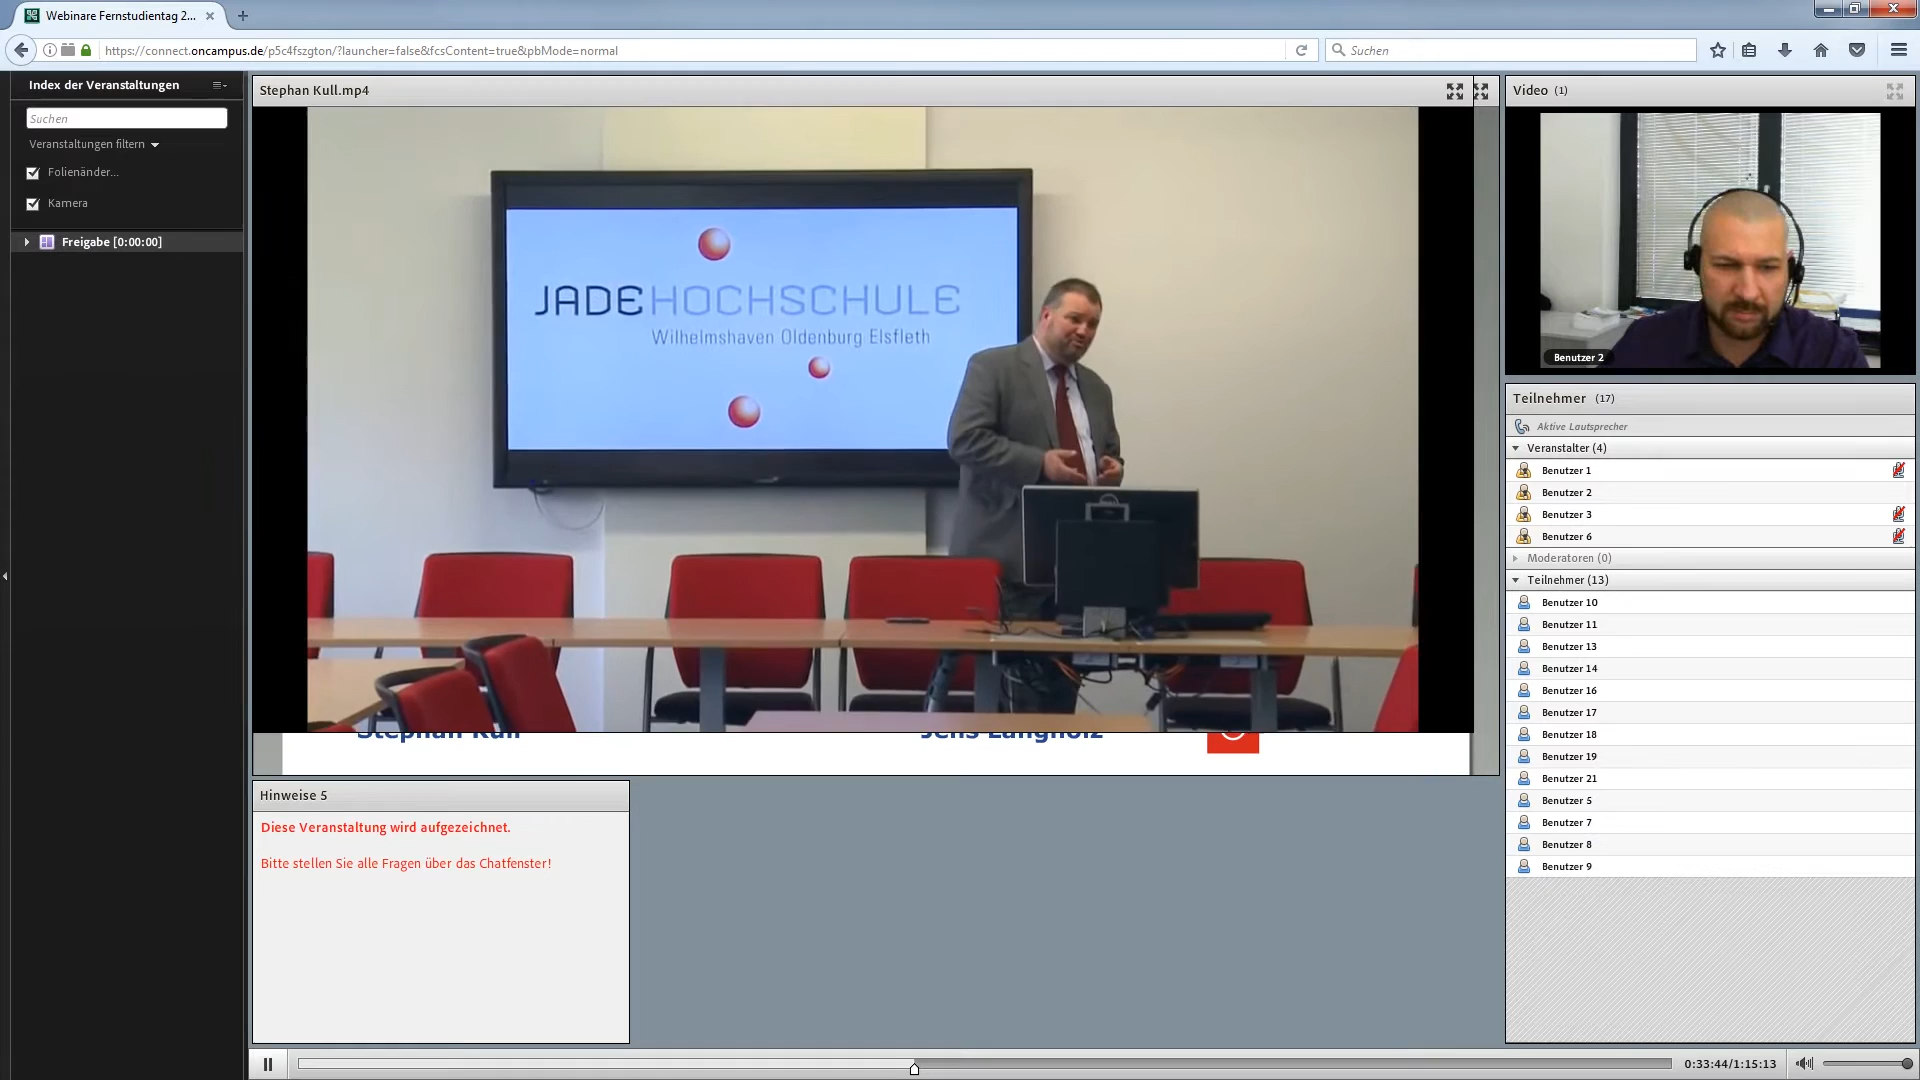 Webinare Fernstudientag 2...
https://connect.oncampus.de/p5c4fszgton/?launcher=false&fcsContent=true&pbMode=normal
Suchen
Index der Veranstaltungen
Suchen
Veranstaltungen filtern
Folienänder...
Kamera
Freigabe [0:00:00]
Stephan Kull.mp4
JADEHOCHSCHULE
Wilhelmshaven Oldenburg Elsfleth
Stephan Kull
Jens Langholz
Hinweise 5
Diese Veranstaltung wird aufgezeichnet.
Bitte stellen Sie alle Fragen über das Chatfenster!
Video (1)
Benutzer 2
Teilnehmer (17)
Aktive Lautsprecher
Veranstalter (4)
Benutzer 1
Benutzer 2
Benutzer 3
Benutzer 6
Moderatoren (0)
Teilnehmer (13)
Benutzer 10
Benutzer 11
Benutzer 13
Benutzer 14
Benutzer 16
Benutzer 17
Benutzer 18
Benutzer 19
Benutzer 21
Benutzer 5
Benutzer 7
Benutzer 8
Benutzer 9
0:33:44/1:15:13